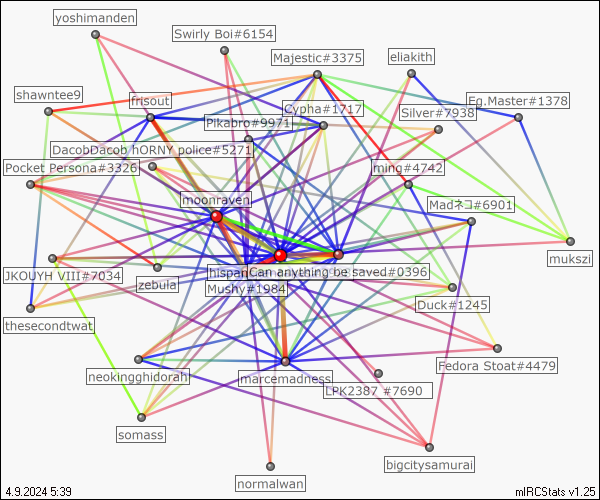 yoshimanden
Swirly Boi#6154
Majestic#3375
eliakith
shawntee9
frisout
Cypha#1717
Silver#7938
Eg.Master#1378
Pikabro#9971
DacobDacob
hORNY police#5271
Pocket Persona#3326
ming#4742
moonraven
Madネコ#6901
mukszi
JKOUYH VIII#7034
zebula
hispan
Can anything be saved#0396
Mushy#1984
Duck#1245
thesecondtwat
neokingghidorah
marcemadness
LPK2387 #7690
Fedora Stoat#4479
somass
bigcitysamurai
normalwan
4.9.2024 5:39
mIRCStats v1.25